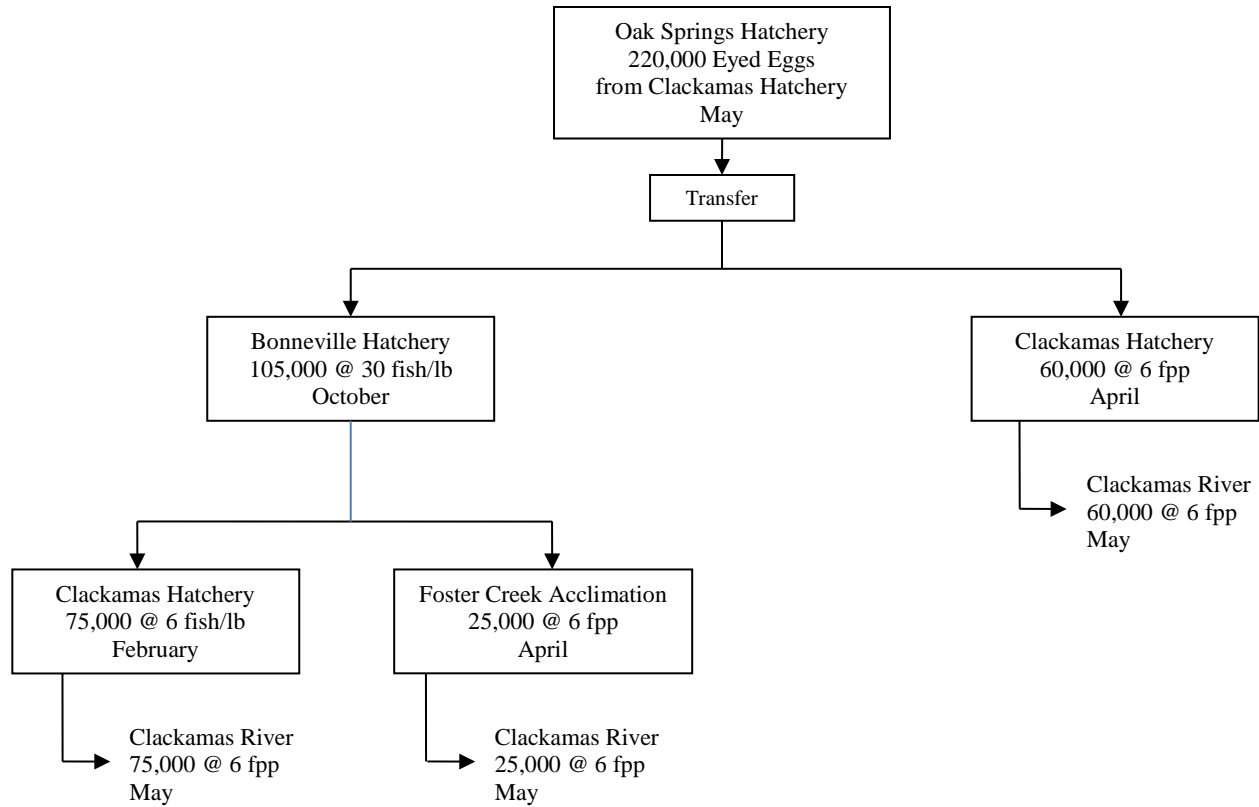 Oak Springs Hatchery
220,000 Eyed Eggs
from Clackamas Hatchery
May
Transfer
Bonneville Hatchery
105,000 @ 30 fish/lb
October
Clackamas Hatchery
60,000 @ 6 fpp
April
Clackamas River
60,000 @ 6 fpp
May
Clackamas Hatchery
75,000 @ 6 fish/lb
February
Foster Creek Acclimation
25,000 @ 6 fpp
April
Clackamas River
75,000 @ 6 fpp
May
Clackamas River
25,000 @ 6 fpp
May